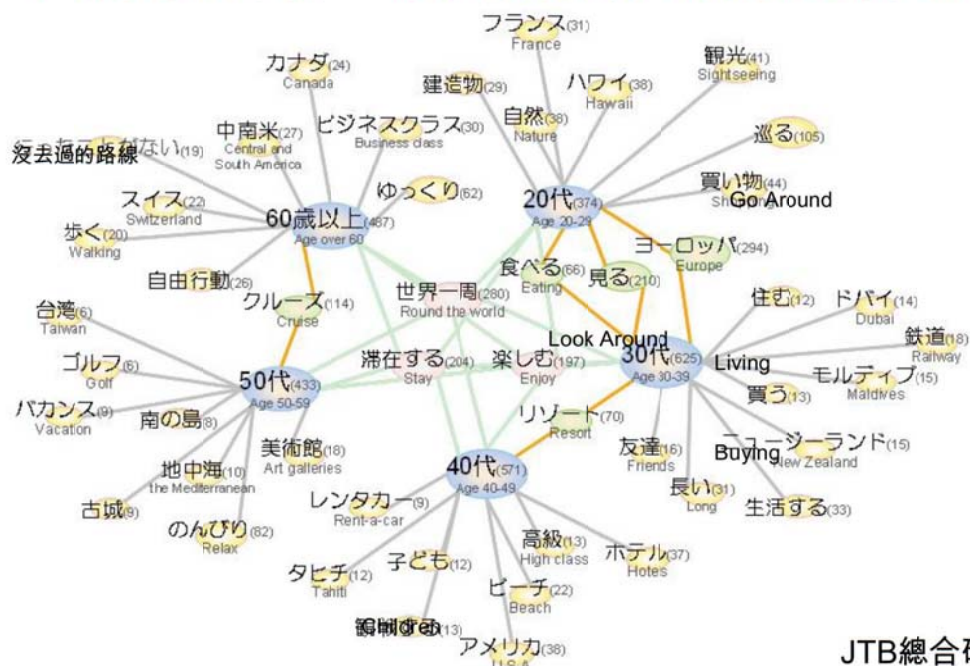 フランス(31)
France
カナダ(24)
Canada
建造物(29)
ハワイ(38)
Hawaii
観光(41)
Sightseeing
自然(38)
Nature
中南米(27)
Central and
South America
ビジネスクラス(30)
Business class
巡る(105)
没去過的路線
がない(19)
スイス(22)
Switzerland
ゆっくり(62)
20代(374)
Age 20-29
買い物(44)
Go Around
60歳以上(487)
Age over 60
歩く(20)
Walking
自由行動(26)
クルーズ(114)
Cruise
世界一周(280)
Round the world
食べる(66)
Eating
見る(210)
ヨーロッパ(294)
Europe
住む(12)
ドバイ(14)
Dubai
台湾(6)
Taiwan
Look Around
鉄道(18)
Railway
ゴルフ(6)
Golf
50代(433)
Age 50-59
滞在する(204)
Stay
楽しむ(197)
Enjoy
30代(625)
Age 30-39
Living
モルディブ(15)
Maldives
バカンス(9)
Vacation
南の島(8)
リゾート(70)
Resort
買う(13)
美術館(18)
Art galleries
友達(16)
Friends
Buying
ニュージーランド(15)
New Zealand
地中海(10)
the Mediterranean
40代(571)
Age 40-49
長い(31)
Long
生活する(33)
古城(9)
のんびり(82)
Relax
レンタカー(9)
Rent-a-car
高級(13)
High class
ホテル(37)
Hotes
タヒチ(12)
Tahiti
子ども(12)
ビーチ(22)
Beach
Children
(13)
アメリカ(38)
U.S.A
JTB總合